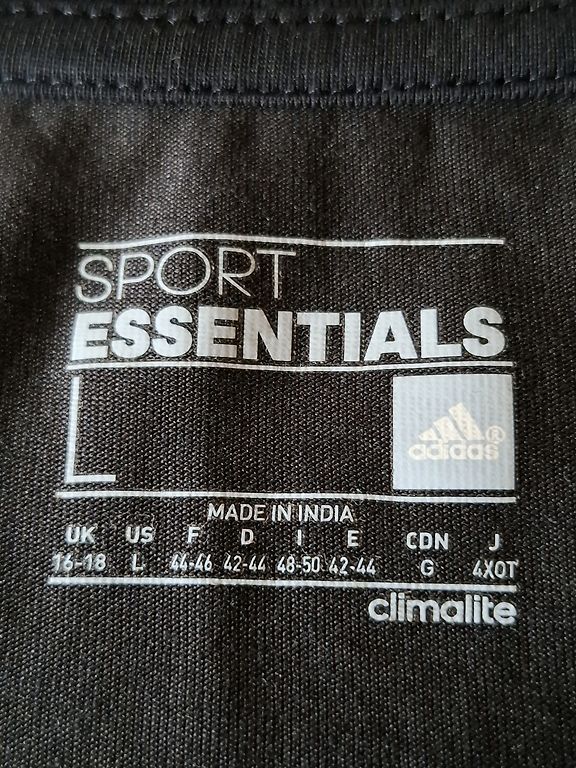 SPORT
ESSENTIALS
L
adidas®
MADE IN INDIA
UK US F D I E CDN J
16-18 L 44-46 42-44 48-50 42-44 G 4XOT
climalite